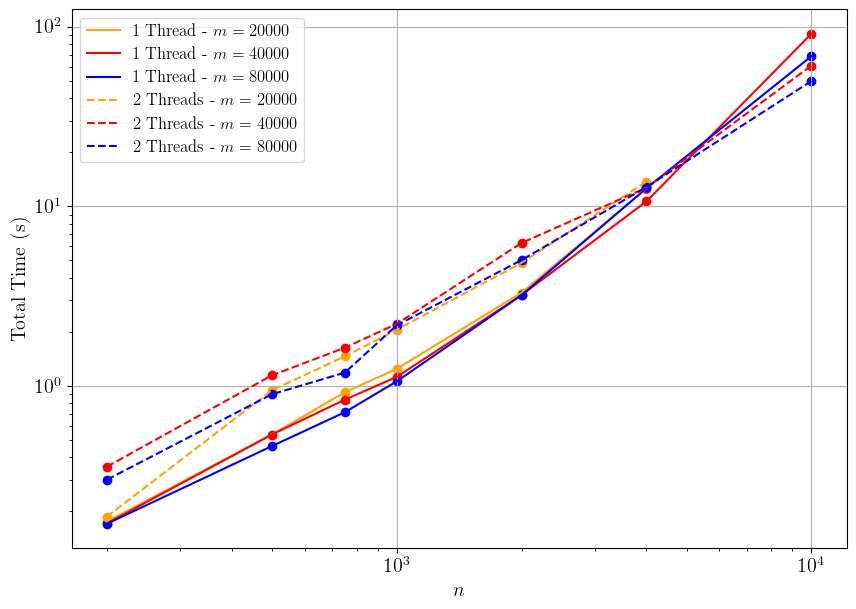 10²
10¹
10⁰
Total Time (s)
1 Thread - m = 20000
1 Thread - m = 40000
1 Thread - m = 80000
2 Threads - m = 20000
2 Threads - m = 40000
2 Threads - m = 80000
10³
10⁴
n